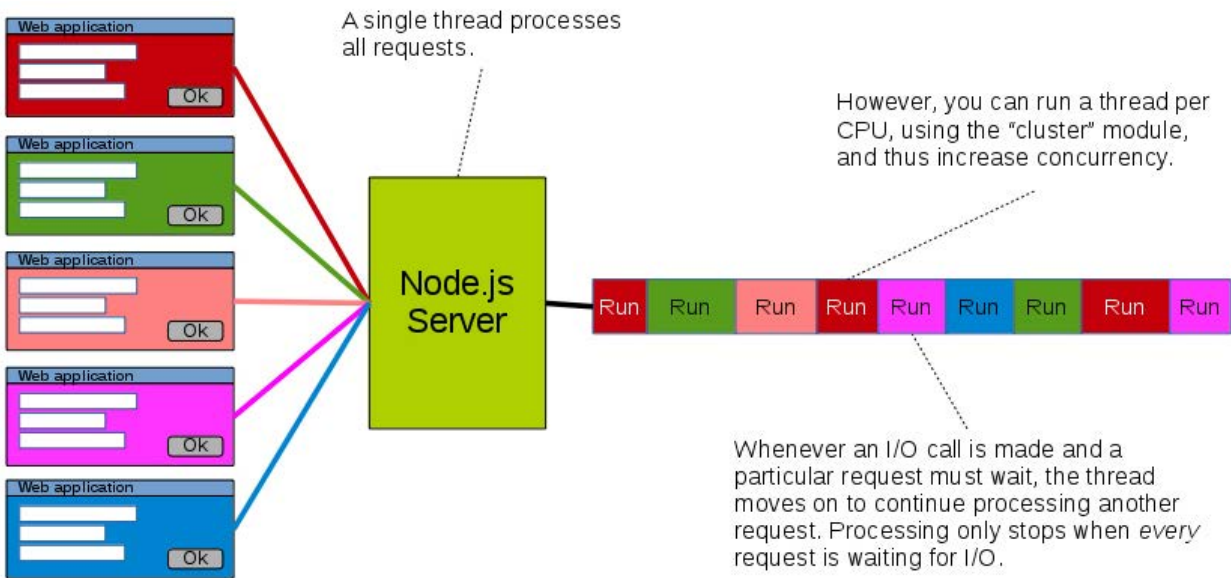 Web application
Ok
Web application
Ok
Web application
Ok
Web application
Ok
Web application
Ok
A single thread processes
all requests.
Node.js
Server
However, you can run a thread per
CPU, using the “cluster” module,
and thus increase concurrency.
Run Run Run Run Run Run Run Run Run
Whenever an I/O call is made and a
particular request must wait, the thread
moves on to continue processing another
request. Processing only stops when every
request is waiting for I/O.